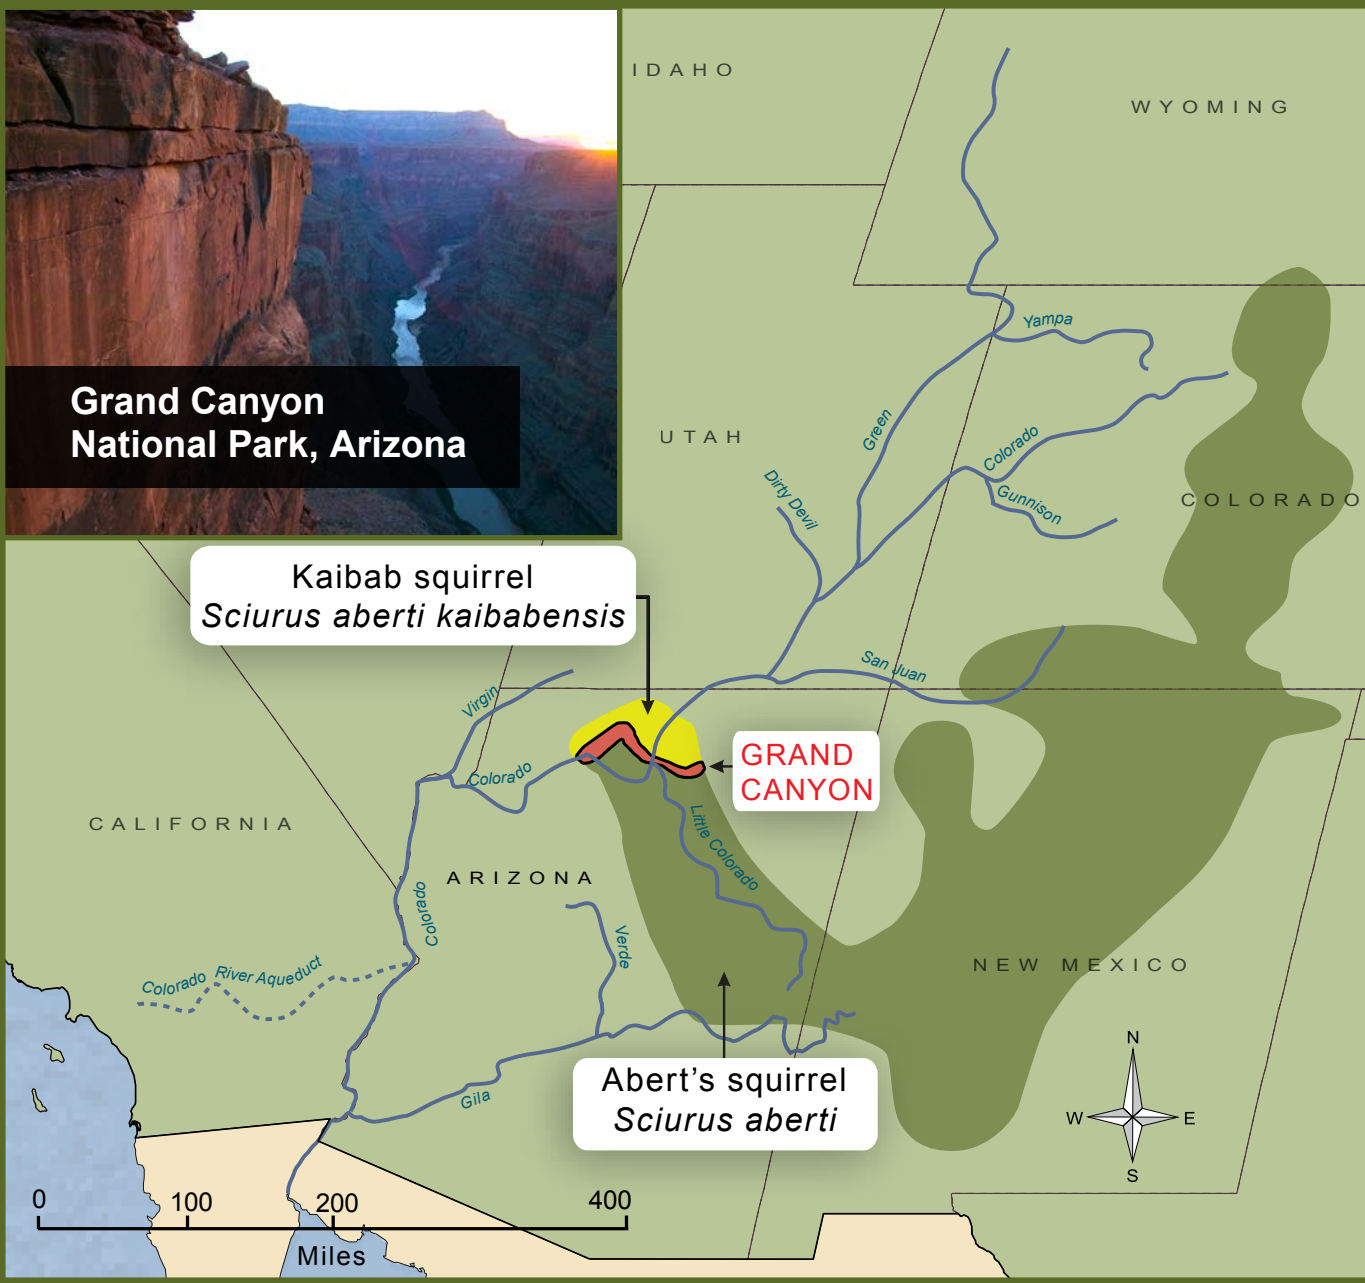 Grand Canyon
National Park, Arizona
IDAHO
WYOMING
Yampa
UTAH
Green
Colorado
Dirty Devil
Gunnison
COLORADO
Kaibab squirrel
Sciurus aberti kaibabensis
San Juan
Virgin
GRAND
CANYON
Colorado
CALIFORNIA
Little Colorado
ARIZONA
Colorado
Verde
Colorado River Aqueduct
NEW MEXICO
Abert's squirrel
Sciurus aberti
Gila
N
W E
S
0 100 200 400
Miles